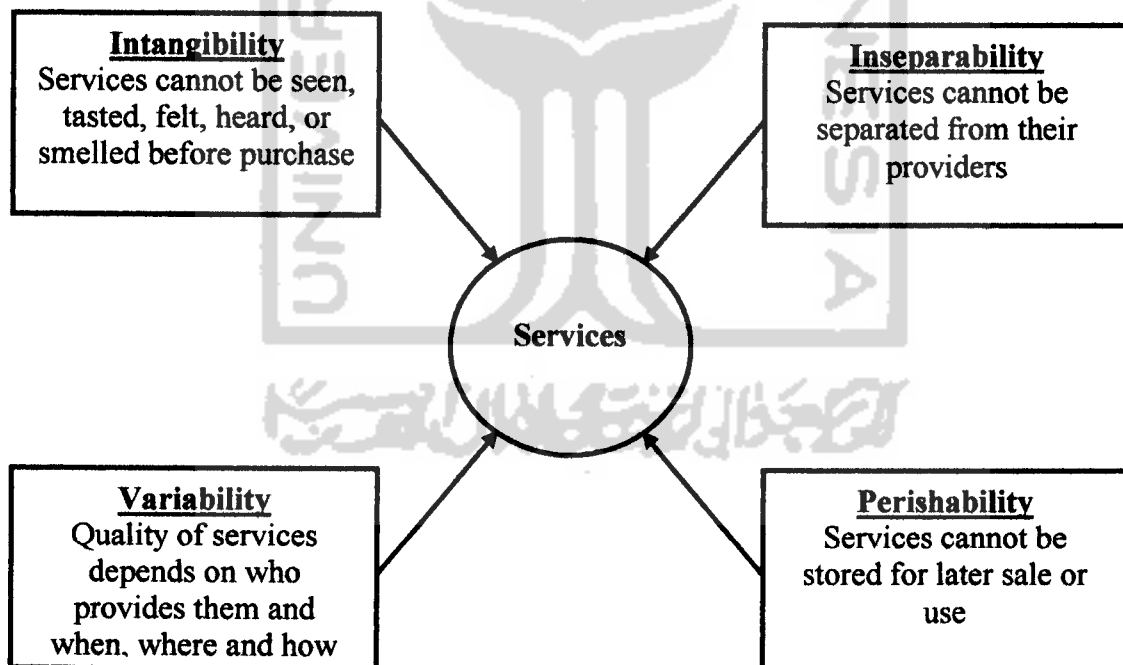 Intangibility
Services cannot be seen,
tasted, felt, heard, or
smelled before purchase
Inseparability
Services cannot be
separated from their
providers
Services
Variability
Quality of services
depends on who
provides them and
when, where and how
Perishability
Services cannot be
stored for later sale or
use